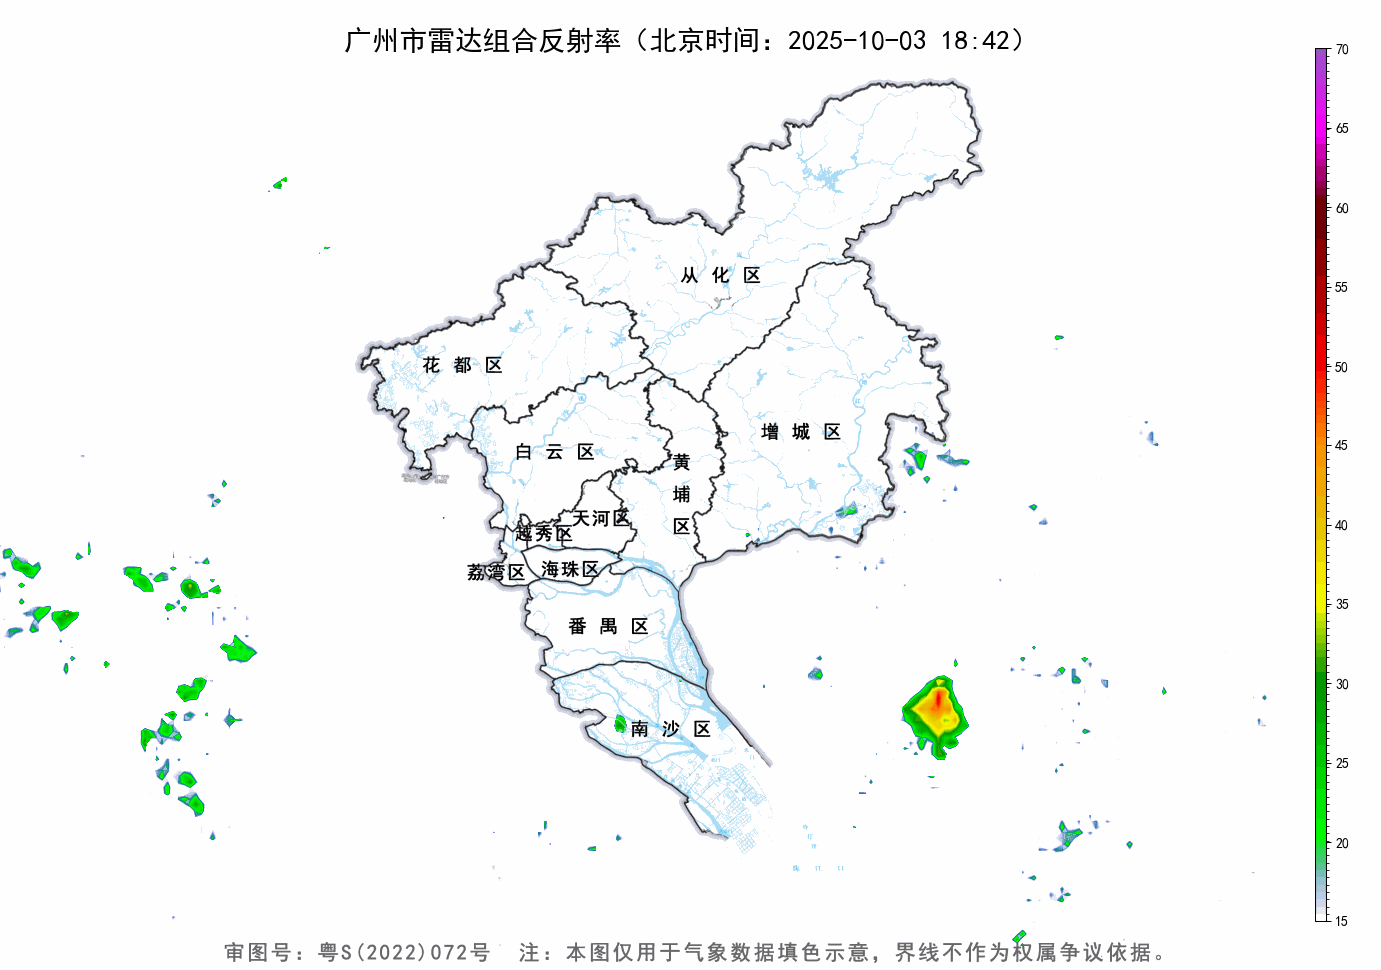 广州市雷达组合反射率（北京时间：2025-10-03 18:42）
70
65
60
55
50
45
40
35
30
25
20
15
从化区
花都区
增城区
白云区
黄埔区
天河区
越秀区
荔湾区
海珠区
番禺区
南沙区
审图号：粤S(2022)072号 注：本图仅用于气象数据填色示意，界线不作为权属争议依据。